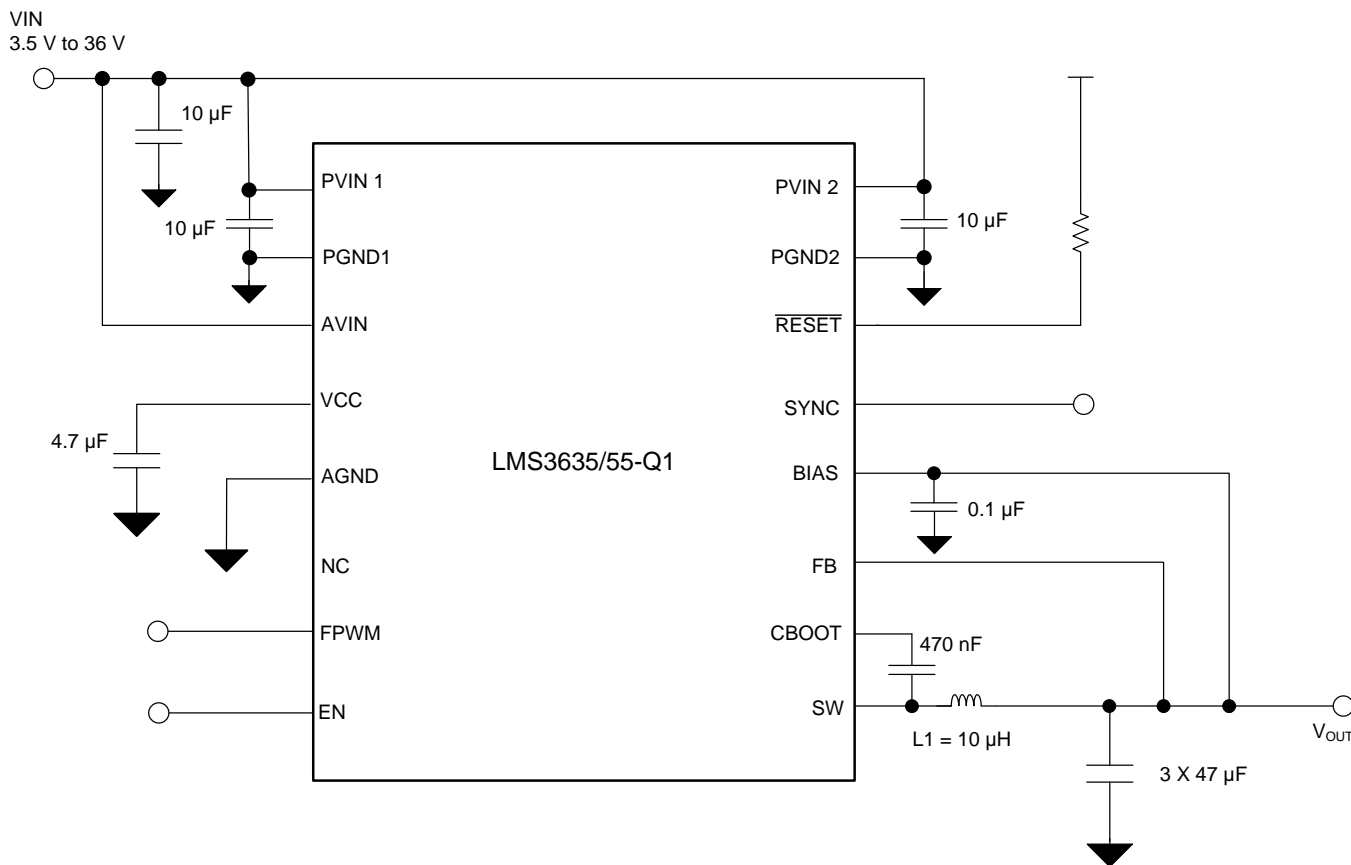 VIN
3.5 V to 36 V
10 µF
PVIN 1
PVIN 2
10 µF
10 µF
PGND1
PGND2
AVIN
RESET
VCC
SYNC
4.7 µF
LMS3635/55-Q1
AGND
BIAS
0.1 µF
NC
FB
FPWM
CBOOT
470 nF
EN
SW
L1 = 10 µH
VOUT
3 X 47 µF